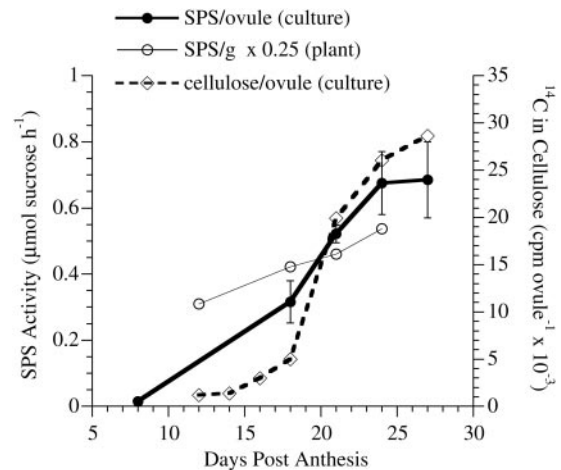 SPS/ovule (culture)
SPS/g x 0.25 (plant)
cellulose/ovule (culture)
1
0.8
0.6
0.4
0.2
0
SPS Activity (μmol sucrose h⁻¹)
35
30
25
20
15
10
5
0
¹⁴C in Cellulose (cpm ovule⁻¹ x 10⁻³)
5 10 15 20 25 30
Days Post Anthesis